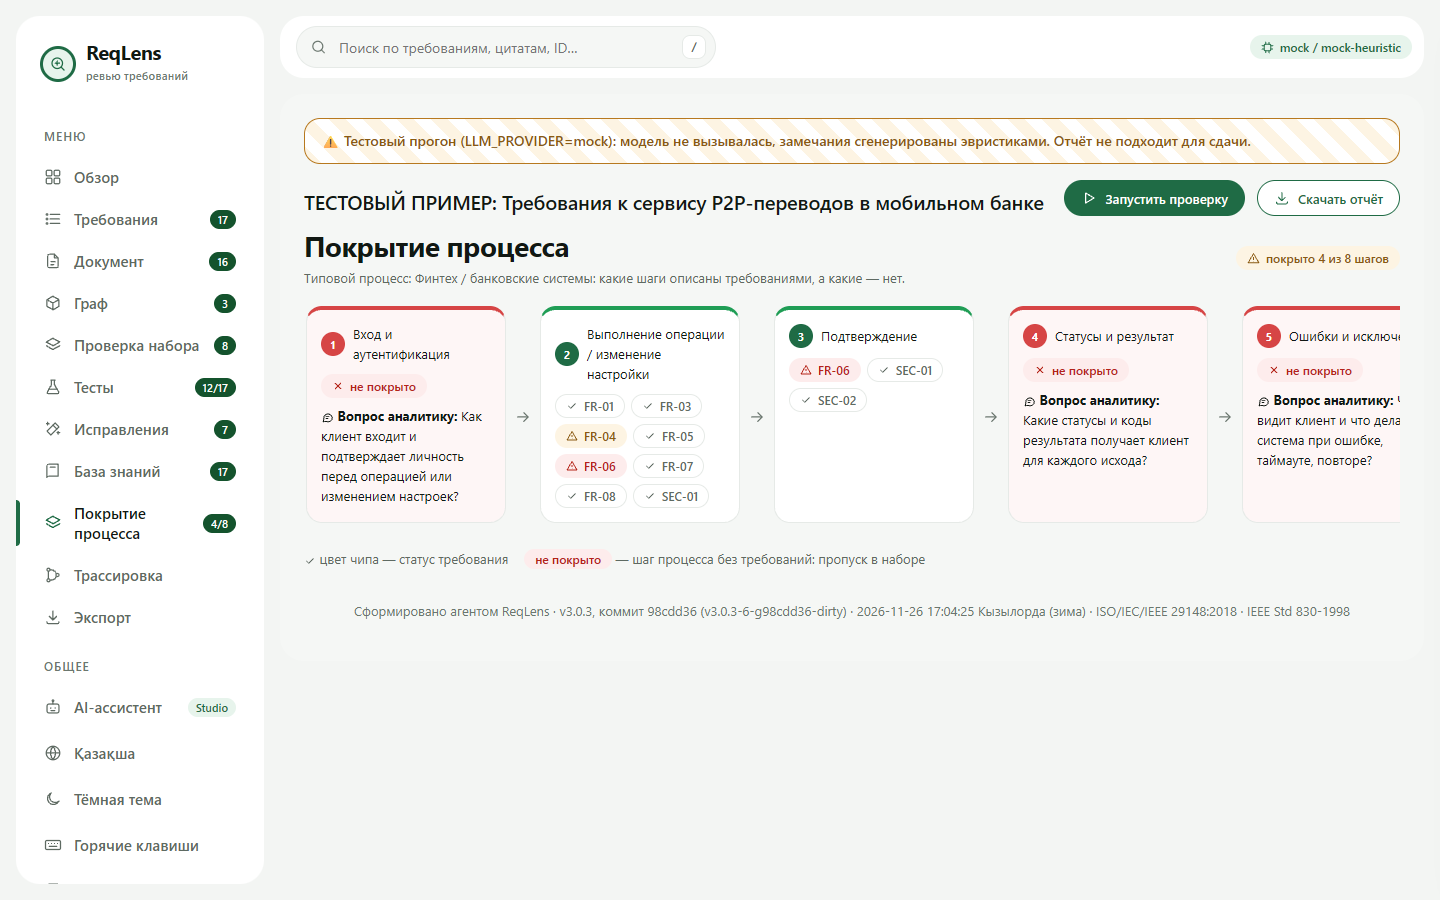 ReqLens
ревью требований
МЕНЮ
Обзор
Требования 17
Документ 16
Граф 3
Проверка набора 8
Тесты 12/17
Исправления 7
База знаний 17
Покрытие
процесса 4/8
Трассировка
Экспорт
ОБЩЕЕ
AI-ассистент Studio
Қазақша
Тёмная тема
Горячие клавиши
Поиск по требованиям, цитатам, ID... /
mock / mock-heuristic
Тестовый прогон (LLM_PROVIDER=mock): модель не вызывалась, замечания сгенерированы эвристиками. Отчёт не подходит для сдачи.
ТЕСТОВЫЙ ПРИМЕР: Требования к сервису P2P-переводов в мобильном банке
Запустить проверку
Скачать отчёт
Покрытие процесса
покрыто 4 из 8 шагов
Типовой процесс: Финтех / банковские системы: какие шаги описаны требованиями, а какие — нет.
1 Вход и
аутентификация
не покрыто
Вопрос аналитику: Как
клиент входит и
подтверждает личность
перед операцией или
изменением настроек?
2 Выполнение операции
/ изменение
настройки
FR-01 FR-03
FR-04 FR-05
FR-06 FR-07
FR-08 SEC-01
3 Подтверждение
FR-06 SEC-01
SEC-02
4 Статусы и результат
не покрыто
Вопрос аналитику:
Какие статусы и коды
результата получает клиент
для каждого исхода?
5 Ошибки и исключе
не покрыто
Вопрос аналитику:
видит клиент и что дела
система при ошибке,
таймауте, повторе?
цвет чипа — статус требования не покрыто — шаг процесса без требований: пропуск в наборе
Сформировано агентом ReqLens · v3.0.3, коммит 98cdd36 (v3.0.3-6-g98cdd36-dirty) · 2026-11-26 17:04:25 Кызылорда (зима) · ISO/IEC/IEEE 29148:2018 · IEEE Std 830-1998